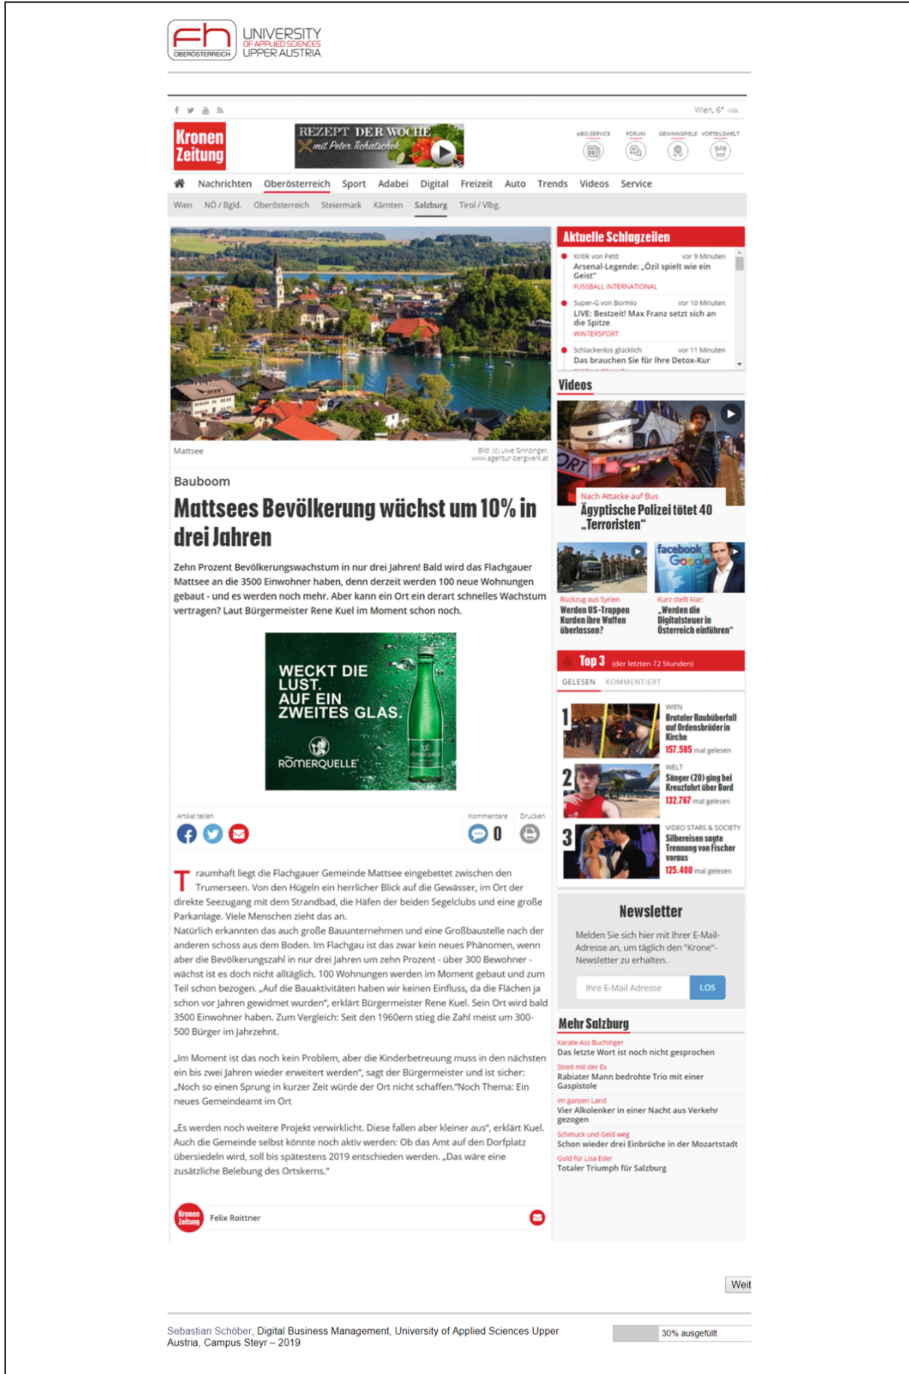 fh
OBERÖSTERREICH
UNIVERSITY
OF APPLIED SCIENCES
UPPER AUSTRIA
Wien, 6°
Kronen
Zeitung
REZEPT DER WOCHE
mit Peter Tichatschek
ABO-SERVICE FORUM GEWINNSPIELE VORTEILSWELT
Nachrichten Oberösterreich Sport Adabei Digital Freizeit Auto Trends Videos Service
Wien NÖ / Bgld. Oberösterreich Steiermark Kärnten Salzburg Tirol / Vlbg.
Mattsee
Bild: (c) Uwe Grinzinger,
www.agentur-bergwerk.at
Bauboom
Mattsees Bevölkerung wächst um 10% in
drei Jahren
Zehn Prozent Bevölkerungswachstum in nur drei Jahren! Bald wird das Flachgauer
Mattsee an die 3500 Einwohner haben, denn derzeit werden 100 neue Wohnungen
gebaut - und es werden noch mehr. Aber kann ein Ort ein derart schnelles Wachstum
vertragen? Laut Bürgermeister Rene Kuel im Moment schon noch.
WECKT DIE
LUST.
AUF EIN
ZWEITES GLAS.
RÖMERQUELLE
RÖMERQUELLE
Artikel teilen
Kommentare Drucken
0
Traumhaft liegt die Flachgauer Gemeinde Mattsee eingebettet zwischen den
Trumerseen. Von den Hügeln ein herrlicher Blick auf die Gewässer, im Ort der
direkte Seezugang mit dem Strandbad, die Häfen der beiden Segelclubs und eine große
Parkanlage. Viele Menschen zieht das an.
Natürlich erkannten das auch große Bauunternehmen und eine Großbaustelle nach der
anderen schoss aus dem Boden. Im Flachgau ist das zwar kein neues Phänomen, wenn
aber die Bevölkerungszahl in nur drei Jahren um zehn Prozent - über 300 Bewohner -
wächst ist es doch nicht alltäglich. 100 Wohnungen werden im Moment gebaut und zum
Teil schon bezogen. „Auf die Bauaktivitäten haben wir keinen Einfluss, da die Flächen ja
schon vor Jahren gewidmet wurden“, erklärt Bürgermeister Rene Kuel. Sein Ort wird bald
3500 Einwohner haben. Zum Vergleich: Seit den 1960ern stieg die Zahl meist um 300-
500 Bürger im Jahrzehnt.
„Im Moment ist das noch kein Problem, aber die Kinderbetreuung muss in den nächsten
ein bis zwei Jahren wieder erweitert werden“, sagt der Bürgermeister und ist sicher:
„Noch so einen Sprung in kurzer Zeit würde der Ort nicht schaffen.“Noch Thema: Ein
neues Gemeindeamt im Ort
„Es werden noch weitere Projekt verwirklicht. Diese fallen aber kleiner aus“, erklärt Kuel.
Auch die Gemeinde selbst könnte noch aktiv werden: Ob das Amt auf den Dorfplatz
übersiedeln wird, soll bis spätestens 2019 entschieden werden. „Das wäre eine
zusätzliche Belebung des Ortskerns.“
Kronen
Zeitung
Felix Roittner
Aktuelle Schlagzeilen
Kritik von Petit vor 9 Minuten
Arsenal-Legende: „Özil spielt wie ein
Geist“
FUSSBALL INTERNATIONAL
Super-G von Bormio vor 10 Minuten
LIVE: Bestzeit! Max Franz setzt sich an
die Spitze
WINTERSPORT
Schlackenlos glücklich vor 11 Minuten
Das brauchen Sie für Ihre Detox-Kur
Videos
Nach Attacke auf Bus
Ägyptische Polizei tötet 40
„Terroristen“
facebook
Google
Rückzug aus Syrien
Werden US-Truppen
Kurden ihre Waffen
überlassen?
Kurz stellt klar:
„Werden die
Digitalsteuer in
Österreich einführen“
Top 3 (der letzten 72 Stunden)
GELESEN KOMMENTIERT
1
WIEN
Brutaler Raubüberfall
auf Ordensbrüder in
Kirche
157.585 mal gelesen
2
WELT
Sänger (20) ging bei
Kreuzfahrt über Bord
132.767 mal gelesen
3
VIDEO STARS & SOCIETY
Silbereisen sagte
Trennung von Fischer
voraus
125.400 mal gelesen
Newsletter
Melden Sie sich hier mit Ihrer E-Mail-
Adresse an, um täglich den "Krone"-
Newsletter zu erhalten.
Ihre E-Mail Adresse LOS
Mehr Salzburg
Karate-Ass Buchinger
Das letzte Wort ist noch nicht gesprochen
Streit mit der Ex
Rabiater Mann bedrohte Trio mit einer
Gaspistole
Im ganzen Land
Vier Alkolenker in einer Nacht aus Verkehr
gezogen
Schmuck und Geld weg
Schon wieder drei Einbrüche in der Mozartstadt
Gold für Lisa Eder
Totaler Triumph für Salzburg
Weit
Sebastian Schöber, Digital Business Management, University of Applied Sciences Upper
Austria, Campus Steyr – 2019
30% ausgefüllt